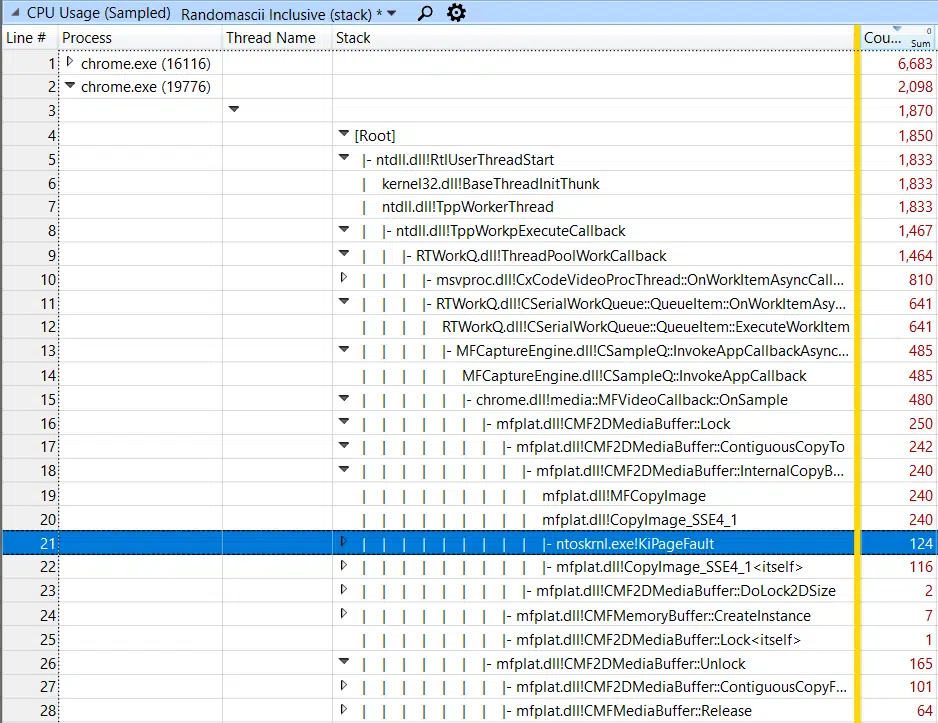 CPU Usage (Sampled) Randomascii Inclusive (stack) *
Line # Process Thread Name Stack Cou... 0 Sum
1 chrome.exe (16116) 6,683
2 chrome.exe (19776) 2,098
3 1,870
4 [Root] 1,850
5 |- ntdll.dll!RtlUserThreadStart 1,833
6 | kernel32.dll!BaseThreadInitThunk 1,833
7 | ntdll.dll!TppWorkerThread 1,833
8 | |- ntdll.dll!TppWorkpExecuteCallback 1,467
9 | | |- RTWorkQ.dll!ThreadPoolWorkCallback 1,464
10 | | | |- msvproc.dll!CxCodeVideoProcThread::OnWorkItemAsyncCall... 810
11 | | | |- RTWorkQ.dll!CSerialWorkQueue::QueueItem::OnWorkItemAsy... 641
12 | | | | RTWorkQ.dll!CSerialWorkQueue::QueueItem::ExecuteWorkItem 641
13 | | | | |- MFCaptureEngine.dll!CSampleQ::InvokeAppCallbackAsync... 485
14 | | | | | MFCaptureEngine.dll!CSampleQ::InvokeAppCallback 485
15 | | | | | |- chrome.dll!media::MFVideoCallback::OnSample 480
16 | | | | | | |- mfplat.dll!CMF2DMediaBuffer::Lock 250
17 | | | | | | | |- mfplat.dll!CMF2DMediaBuffer::ContiguousCopyTo 242
18 | | | | | | | | |- mfplat.dll!CMF2DMediaBuffer::InternalCopyB... 240
19 | | | | | | | | | mfplat.dll!MFCopyImage 240
20 | | | | | | | | | mfplat.dll!CopyImage_SSE4_1 240
21 | | | | | | | | | |- ntoskrnl.exe!KiPageFault 124
22 | | | | | | | | | |- mfplat.dll!CopyImage_SSE4_1<itself> 116
23 | | | | | | | | |- mfplat.dll!CMF2DMediaBuffer::DoLock2DSize 2
24 | | | | | | | |- mfplat.dll!CMFMemoryBuffer::CreateInstance 7
25 | | | | | | | |- mfplat.dll!CMF2DMediaBuffer::Lock<itself> 1
26 | | | | | | |- mfplat.dll!CMF2DMediaBuffer::Unlock 165
27 | | | | | | | |- mfplat.dll!CMF2DMediaBuffer::ContiguousCopyF... 101
28 | | | | | | | |- mfplat.dll!CMFMediaBuffer::Release 64